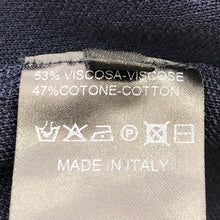 53% VISCOSA-VISCOSE
47%COTONE-COTTON
MADE IN ITALY